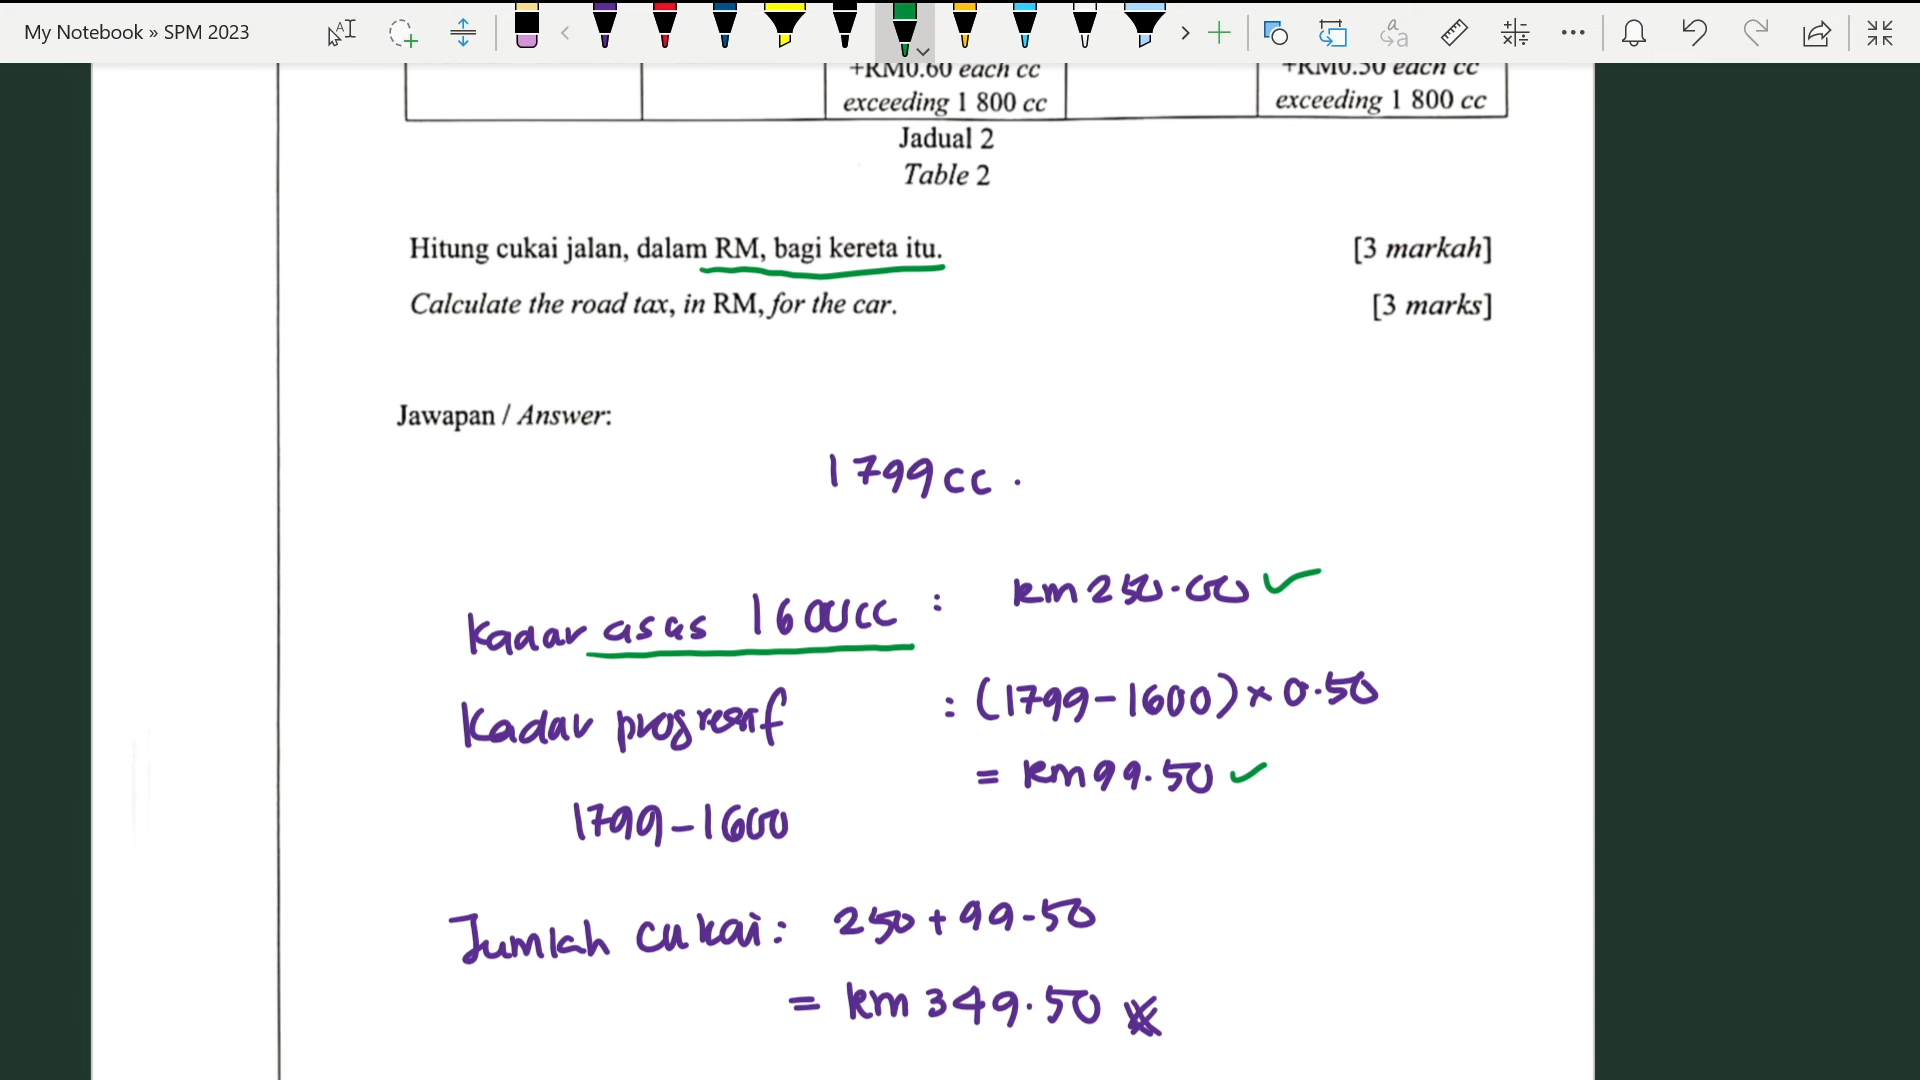 My Notebook » SPM 2023
+RM0.60 each cc
exceeding 1 800 cc
+RM0.50 each cc
exceeding 1 800 cc
Jadual 2
Table 2
Hitung cukai jalan, dalam RM, bagi kereta itu. [3 markah]
Calculate the road tax, in RM, for the car. [3 marks]
Jawapan / Answer:
1799cc.
Kadar asas 1600cc : RM250.00 ✓
Kadar progresif : (1799-1600)×0.50
= RM99.50 ✓
1799-1600
Jumlah cukai: 250+99.50
= RM349.50